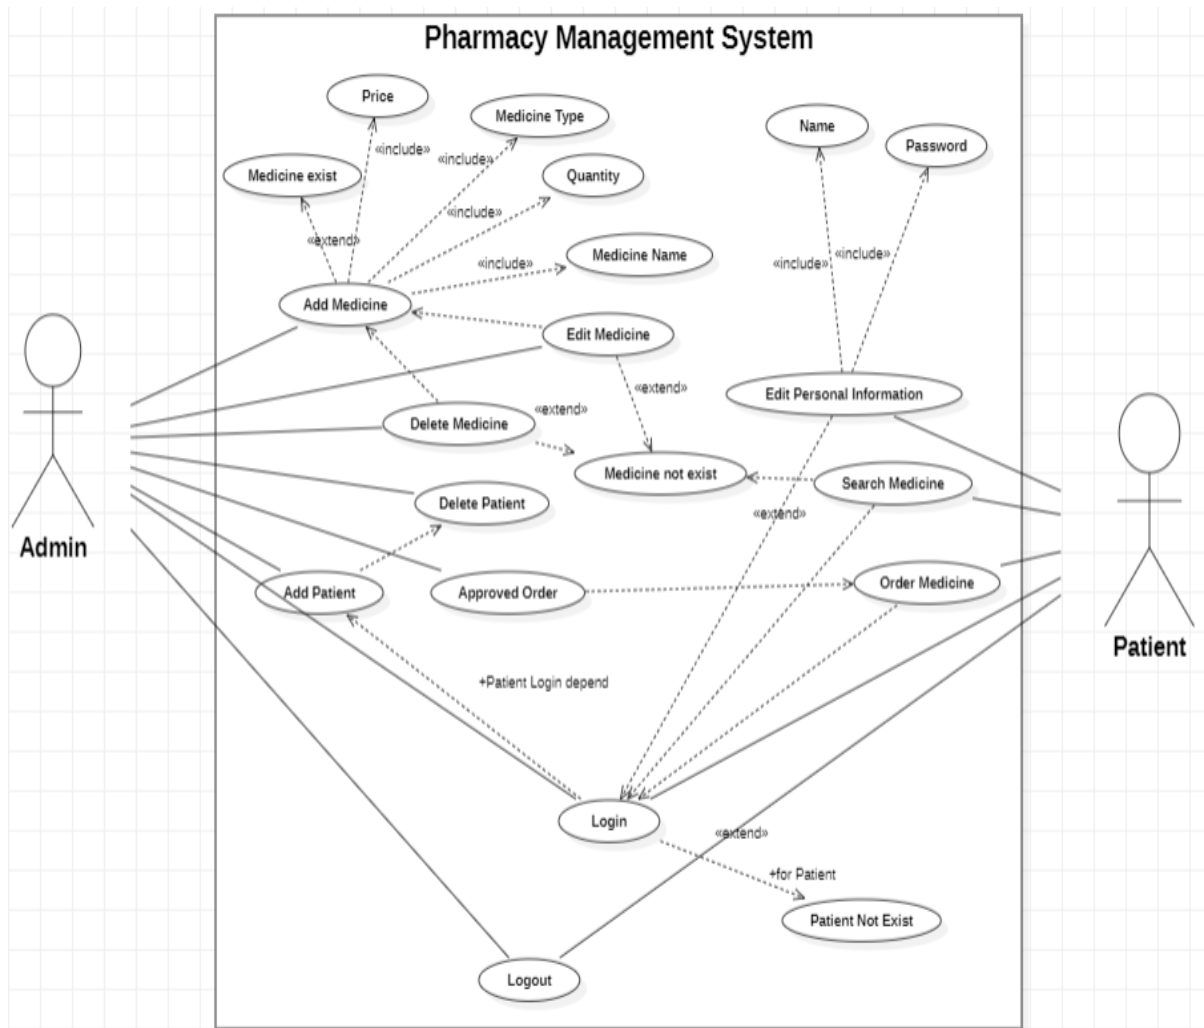 Pharmacy Management System
Price
Medicine Type
Name
Password
«include»
«include»
Medicine exist
Quantity
«include»
«extend»
Medicine Name
«include»
«include»
«include»
Add Medicine
Edit Medicine
«extend»
Edit Personal Information
Delete Medicine
«extend»
Medicine not exist
Search Medicine
Delete Patient
«extend»
Admin
Add Patient
Approved Order
Order Medicine
Patient
+Patient Login depend
Login
«extend»
+for Patient
Patient Not Exist
Logout